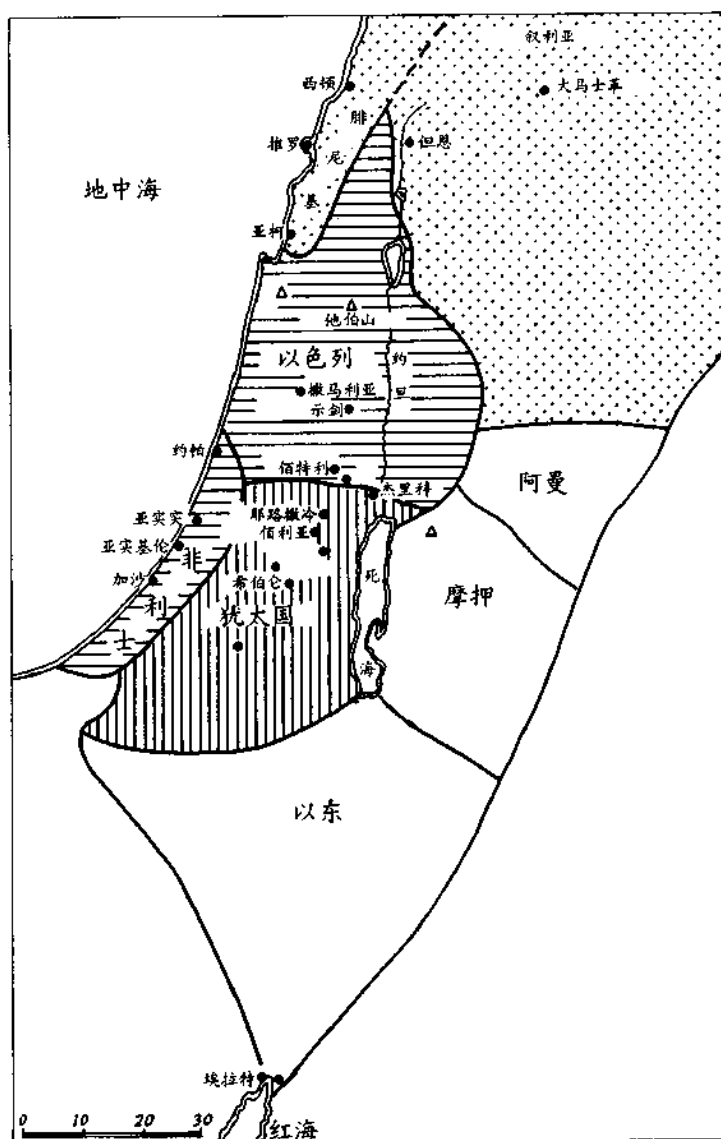 叙利亚
西顿
大马士革
腓尼基
推罗
但恩
地中海
亚柯
他伯山
以色列
约旦
撒马利亚
示剑
约帕
伯特利
杰里科
阿曼
亚实突
耶路撒冷
伯利亚
亚实基伦
非利士
加沙
希伯仑
死海
摩押
犹太国
以东
埃拉特
红海
0 10 20 30